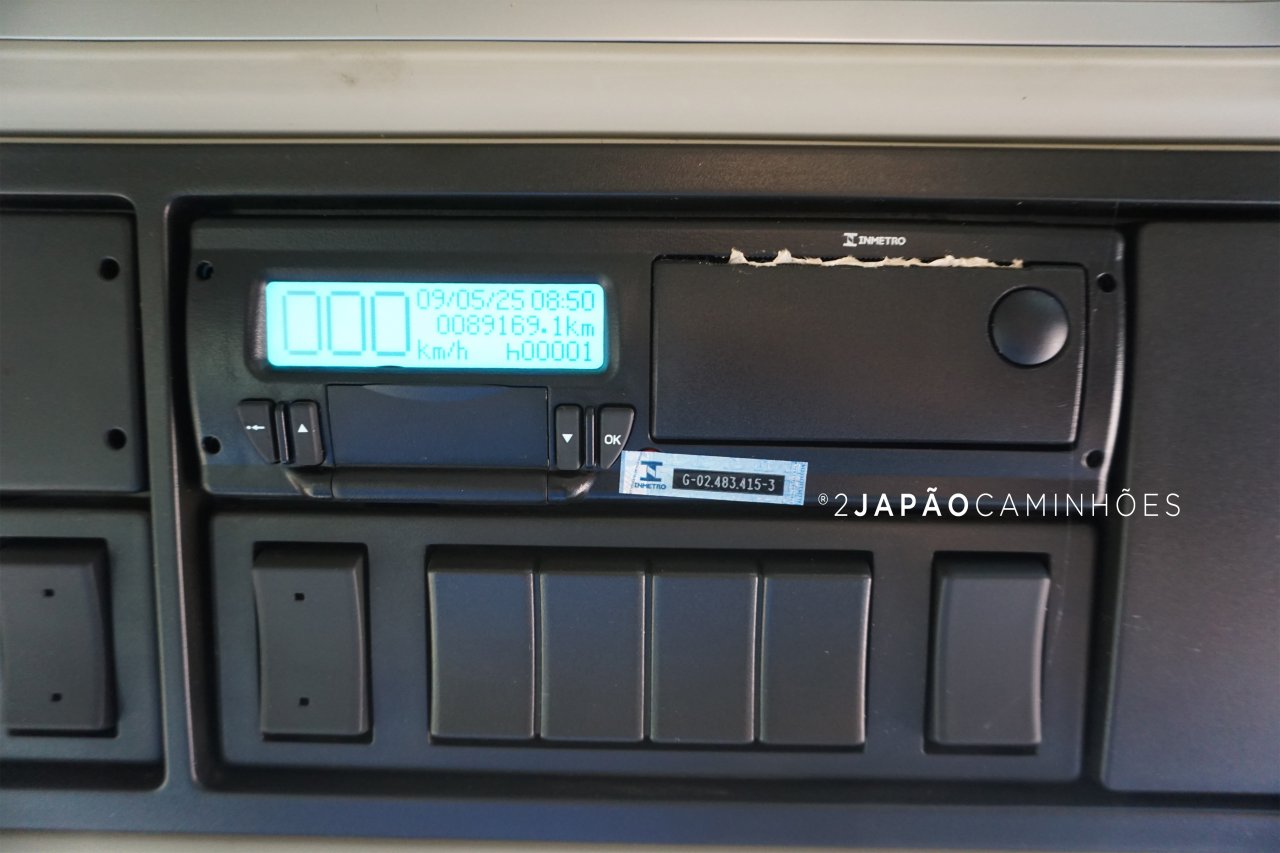 INMETRO
000
09/05/25 08:50
0089169.1km
km/h h00001
OK
INMETRO
G-02.483.415-3
®2JAPÃOCAMINHÕES